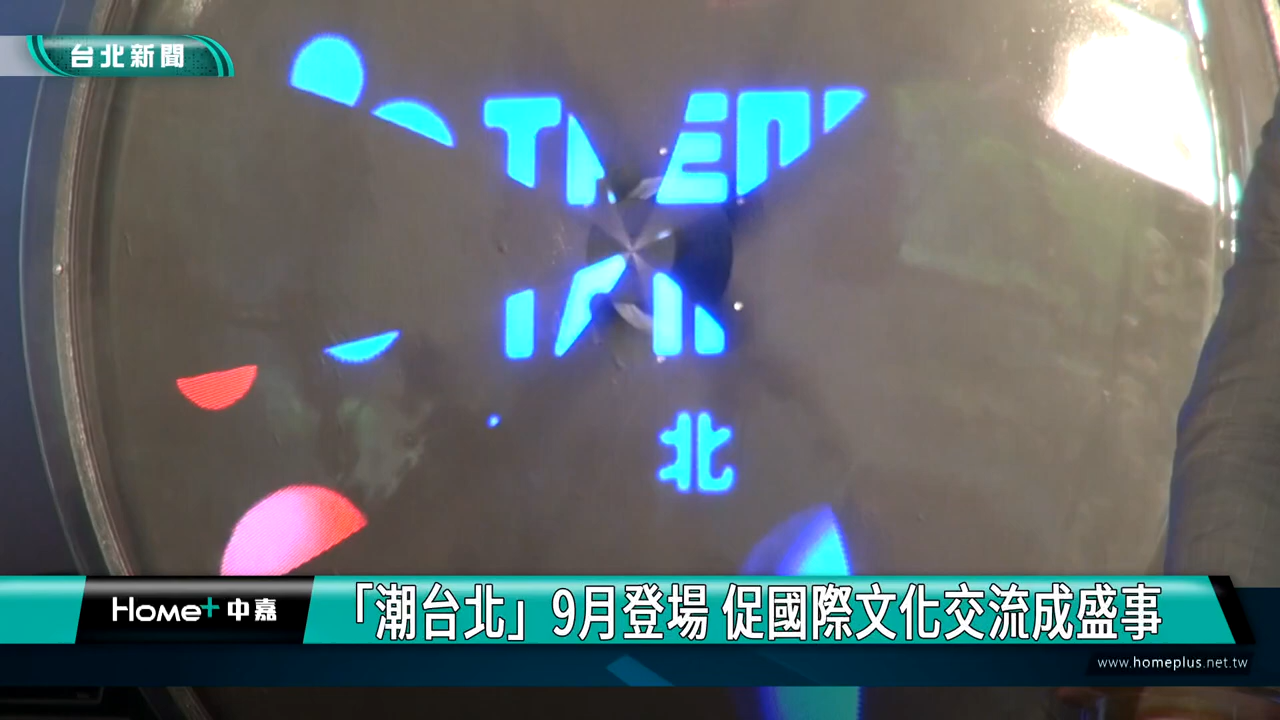 台北新聞
北
Home+中嘉
「潮台北」9月登場 促國際文化交流成盛事
www.homeplus.net.tw